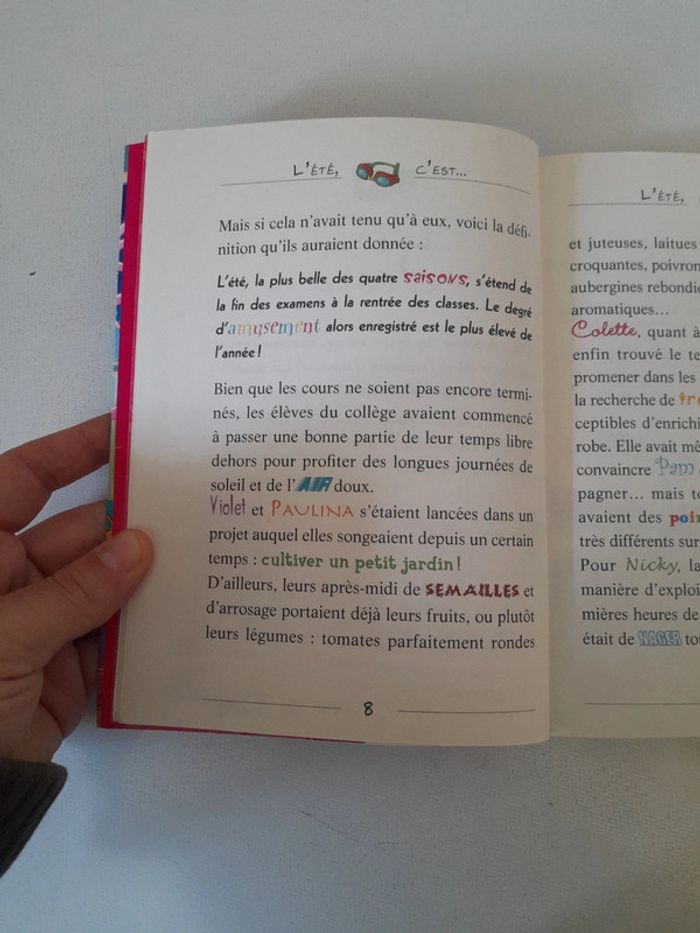 L'ÉTÉ, C'EST...
Mais si cela n'avait tenu qu'à eux, voici la défi-
nition qu'ils auraient donnée :
L'été, la plus belle des quatre saisons, s'étend de
la fin des examens à la rentrée des classes. Le degré
d'amusement alors enregistré est le plus élevé de
l'année !
Bien que les cours ne soient pas encore termi-
nés, les élèves du collège avaient commencé
à passer une bonne partie de leur temps libre
dehors pour profiter des longues journées de
soleil et de l'AIR doux.
Violet et PAULINA s'étaient lancées dans un
projet auquel elles songeaient depuis un certain
temps : cultiver un petit jardin !
D'ailleurs, leurs après-midi de SEMAILLES et
d'arrosage portaient déjà leurs fruits, ou plutôt
leurs légumes : tomates parfaitement rondes
8
L'ÉTÉ,
et juteuses, laitues
croquantes, poivron
aubergines rebondie
aromatiques...
Colette, quant à
enfin trouvé le te
promener dans les
la recherche de
ceptibles d'enrichi
robe. Elle avait mê
convaincre Pam
pagner... mais to
avaient des poin
très différents sur
Pour Nicky, la
manière d'exploi
mières heures de
était de NAGER tou